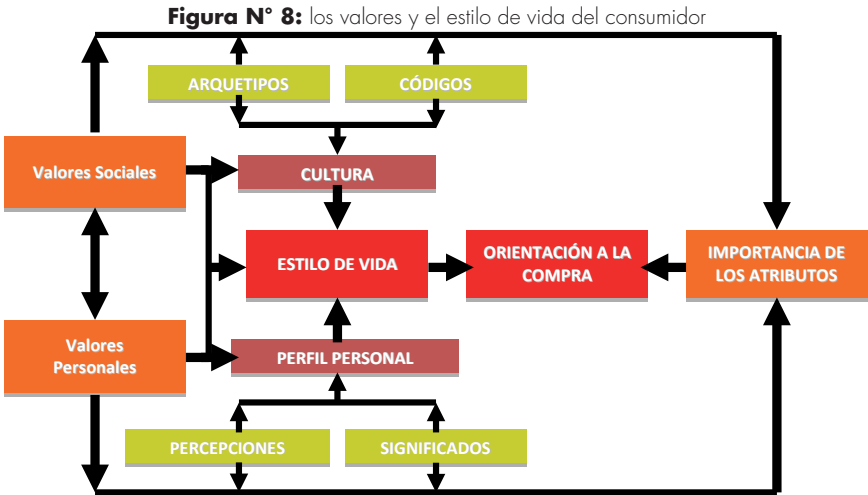 Figura N° 8: los valores y el estilo de vida del consumidor
ARQUETIPOS
CÓDIGOS
Valores Sociales
CULTURA
ESTILO DE VIDA
ORIENTACIÓN A LA
COMPRA
IMPORTANCIA DE
LOS ATRIBUTOS
Valores
Personales
PERFIL PERSONAL
PERCEPCIONES
SIGNIFICADOS